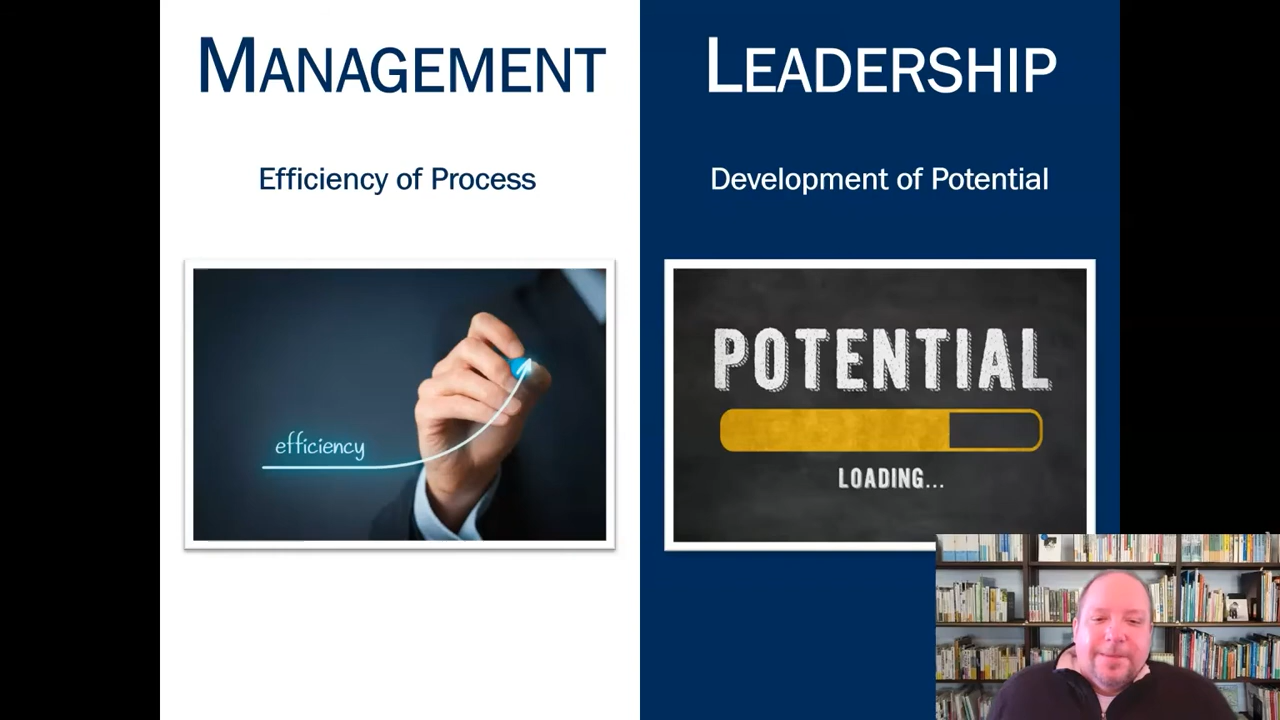 MANAGEMENT
Efficiency of Process
efficiency
LEADERSHIP
Development of Potential
POTENTIAL
LOADING...